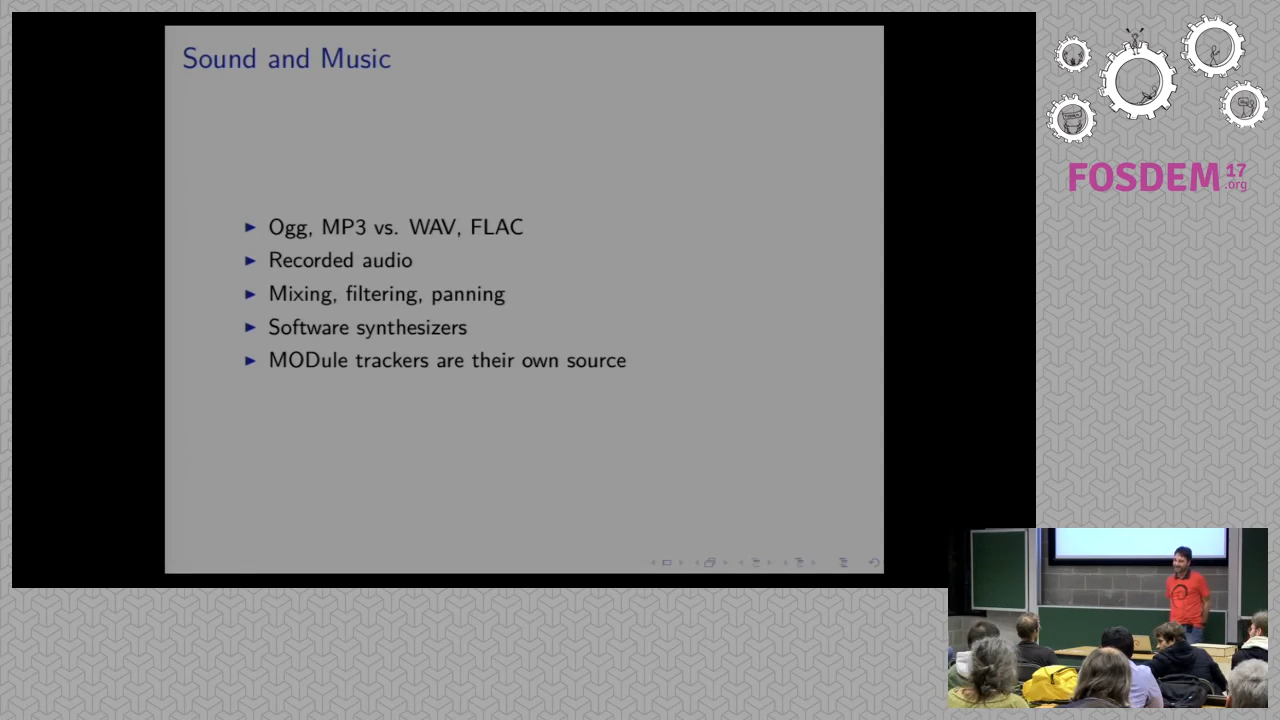 Sound and Music
Ogg, MP3 vs. WAV, FLAC
Recorded audio
Mixing, filtering, panning
Software synthesizers
MODule trackers are their own source
FOSDEM 17
.org